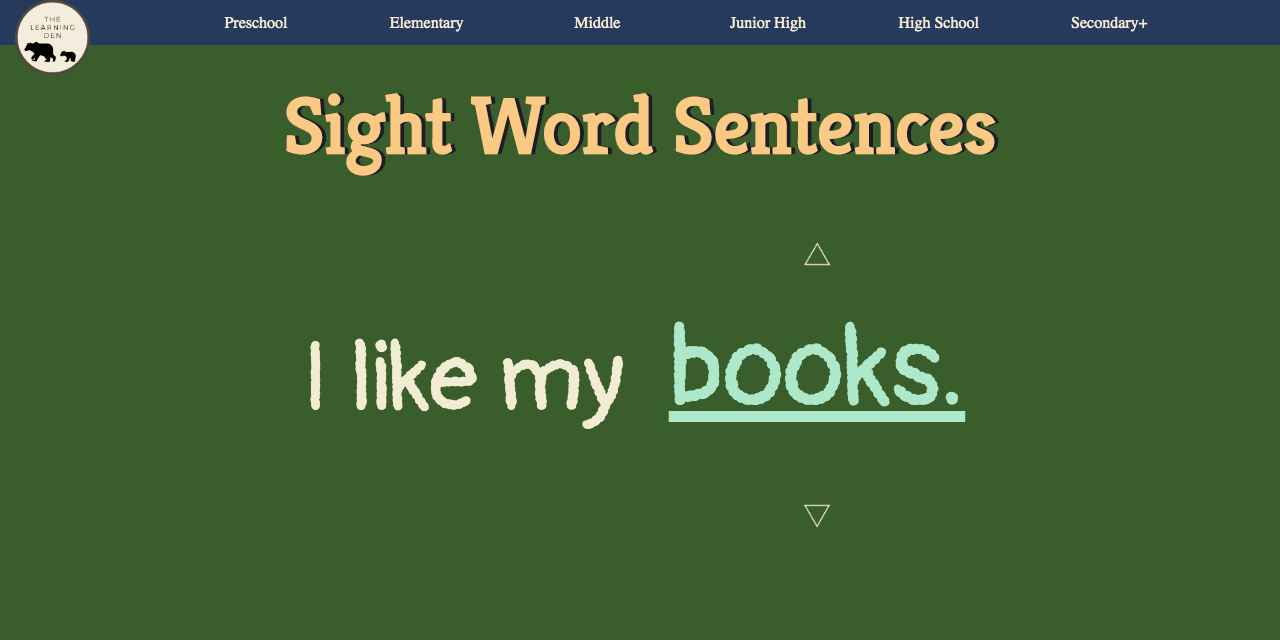 THE
LEARNING
DEN
Preschool Elementary Middle Junior High High School Secondary+
Sight Word Sentences
I like my books.